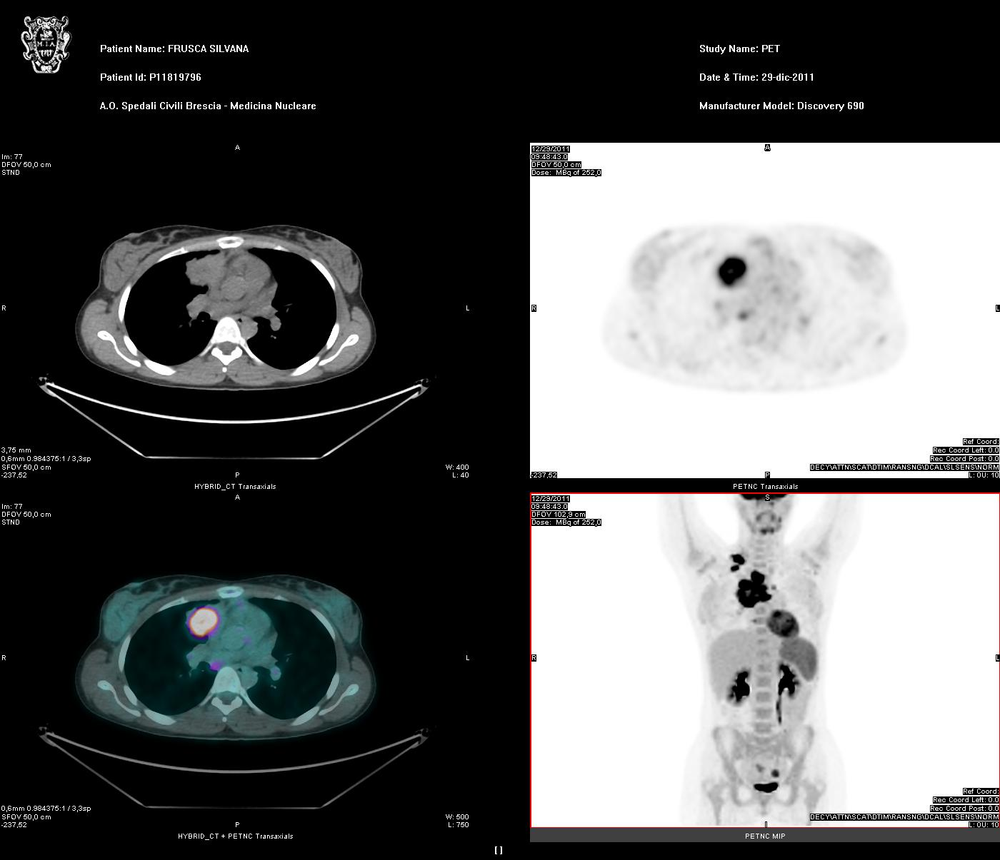 M.I.A.
Patient Name: FRUSCA SILVANA
Patient Id: P11819796
A.O. Spedali Civili Brescia - Medicina Nucleare
Study Name: PET
Date & Time: 29-dic-2011
Manufacturer Model: Discovery 690
A
Im: 77
DFOV 50,0 cm
STND
R
L
3,75 mm
0,6mm 0.984375:1 / 3,3sp
SFOV 50,0 cm
-237,52
P
W: 400
L: 40
HYBRID_CT Transaxials
12/29/2011
09:48:43.0
DFOV 50,0 cm
Dose:  MBq of 252,0
A
R
L
Ref Coord:
Rec Coord Left: 0.0
Rec Coord Post: 0.0
DECY\ATTN\SCAT\DTIM\RANSNG\DCAL\SLSENS\NORM
-237,52
P
L: 0U: 10
PETNC Transaxials
A
Im: 77
DFOV 50,0 cm
STND
R
L
0,6mm 0.984375:1 / 3,3sp
SFOV 50,0 cm
-237,52
P
W: 500
L: 750
HYBRID_CT + PETNC Transaxials
12/29/2011
09:48:43.0
DFOV 102,9 cm
Dose:  MBq of 252,0
S
R
L
Ref Coord:
Rec Coord Left: 0.0
Rec Coord Post: 0.0
DECY\ATTN\SCAT\DTIM\RANSNG\DCAL\SLSENS\NORM
I
L: 0U: 10
PETNC MIP
[ ]